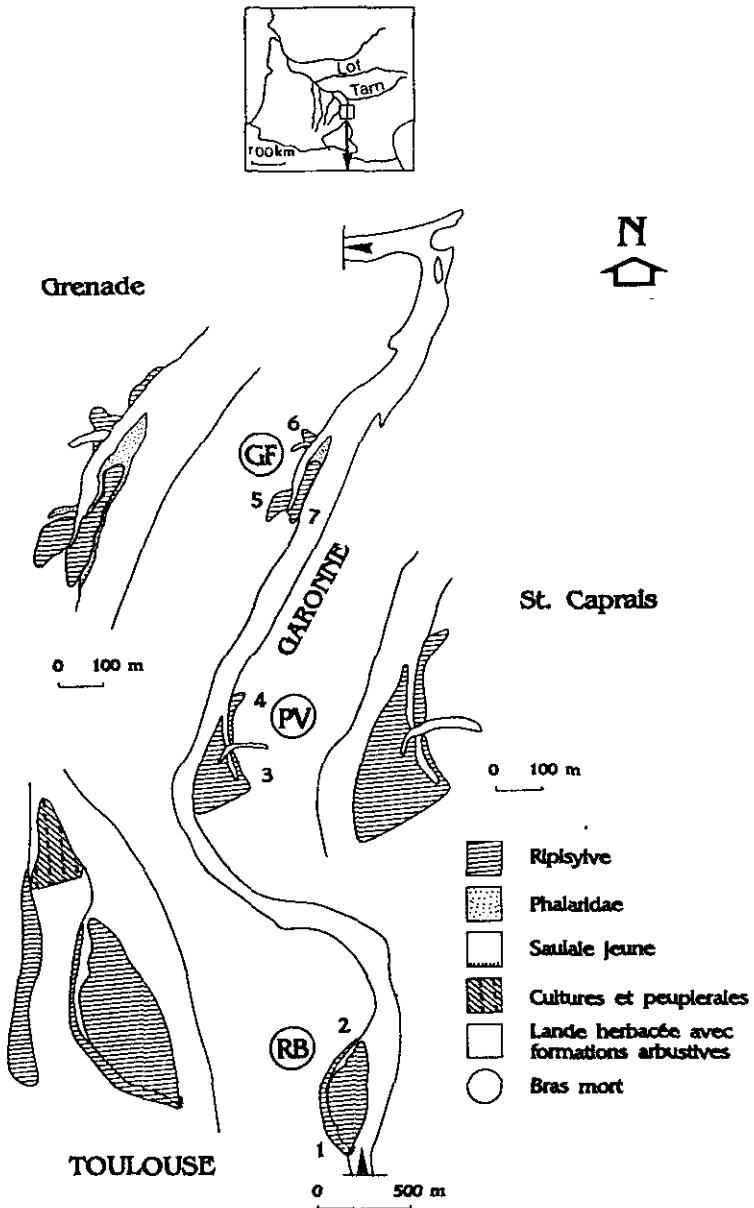 Lot
Tarn
100km
N
Grenade
6
GF
5
7
GARONNE
St. Caprais
0 100 m
4
PV
3
0 100 m
Ripisylve
Phalaridae
Saulaie jeune
Cultures et peuplerales
Lande herbacée avec
formations arbustives
Bras mort
2
RB
1
TOULOUSE
0 500 m